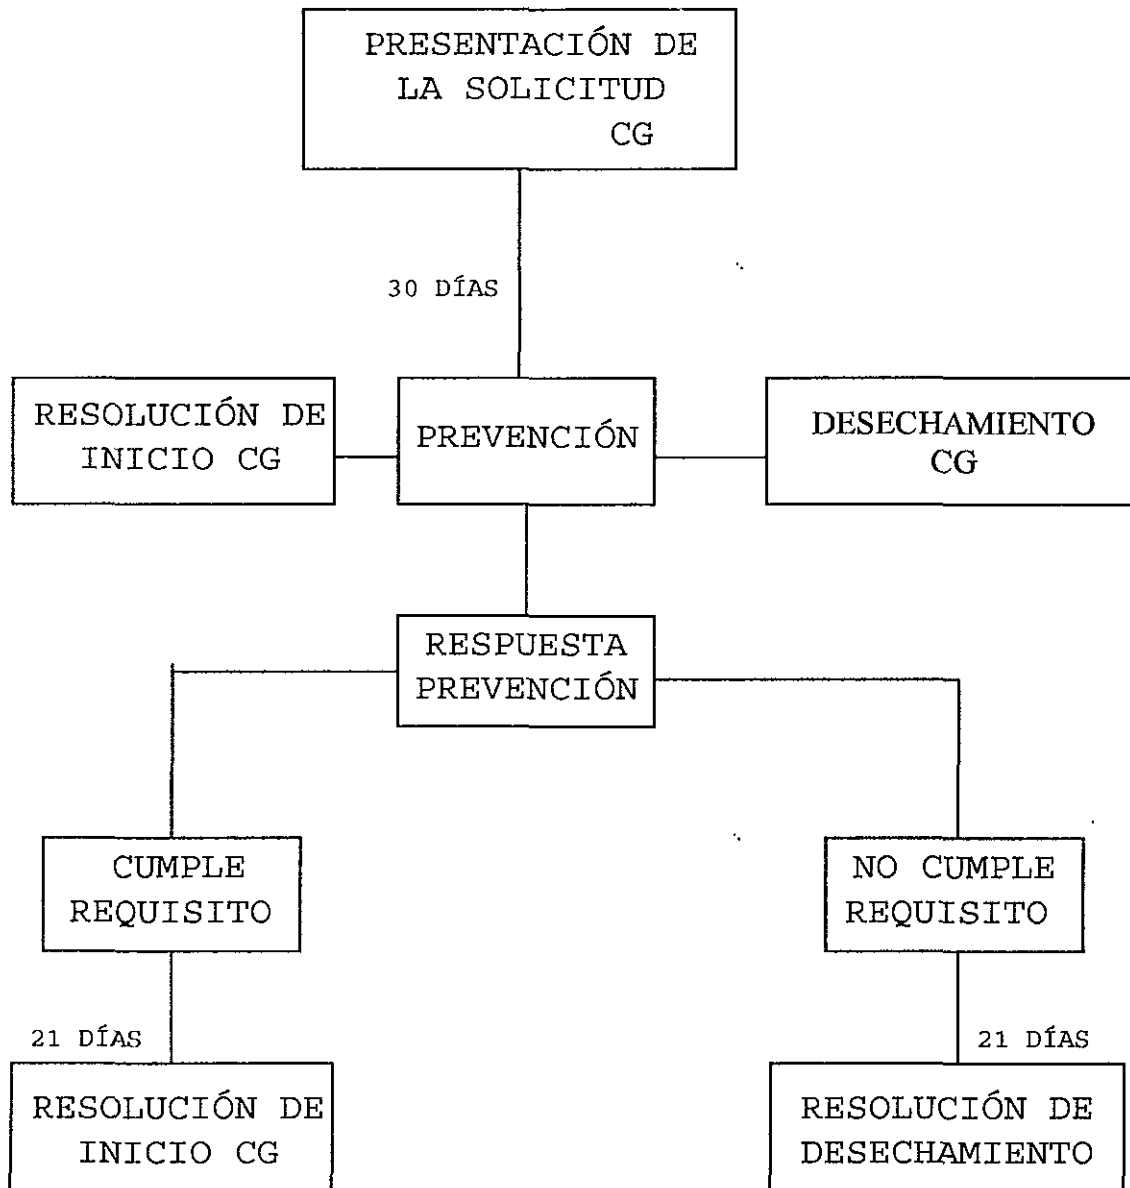 PRESENTACIÓN DE
LA SOLICITUD
CG
30 DÍAS
RESOLUCIÓN DE
INICIO CG
PREVENCIÓN
DESECHAMIENTO
CG
RESPUESTA
PREVENCIÓN
CUMPLE
REQUISITO
NO CUMPLE
REQUISITO
21 DÍAS
21 DÍAS
RESOLUCIÓN DE
INICIO CG
RESOLUCIÓN DE
DESECHAMIENTO